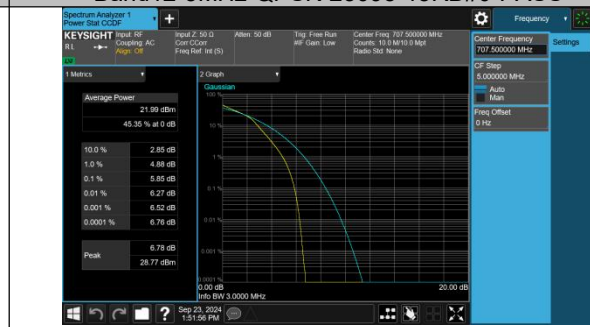 Spectrum Analyzer 1
Power Stat CCDF
+
Frequency
KEYSIGHT
RL
Input: RF
Coupling: AC
Align: Off
Input Z: 50 Ω
Corr CCorr
Freq Ref: Int (S)
Atten: 50 dB
Trig: Free Run
#IF Gain: Low
Center Freq: 707.500000 MHz
Counts: 10.0 M/10.0 Mpt
Radio Std: None
Center Frequency
707.500000 MHz
Settings
CF Step
5.000000 MHz
Auto
Man
Freq Offset
0 Hz
1 Metrics
Average Power
21.99 dBm
45.35 % at 0 dB
10.0 % 2.85 dB
1.0 % 4.88 dB
0.1 % 5.85 dB
0.01 % 6.27 dB
0.001 % 6.52 dB
0.0001 % 6.76 dB
Peak
6.78 dB
28.77 dBm
2 Graph
Gaussian
100 %
10 %
1 %
0.1 %
0.01 %
0.001 %
0.0001 %
0.00 dB
20.00 dB
Info BW 3.0000 MHz
?
Sep 23, 2024
1:51:56 PM